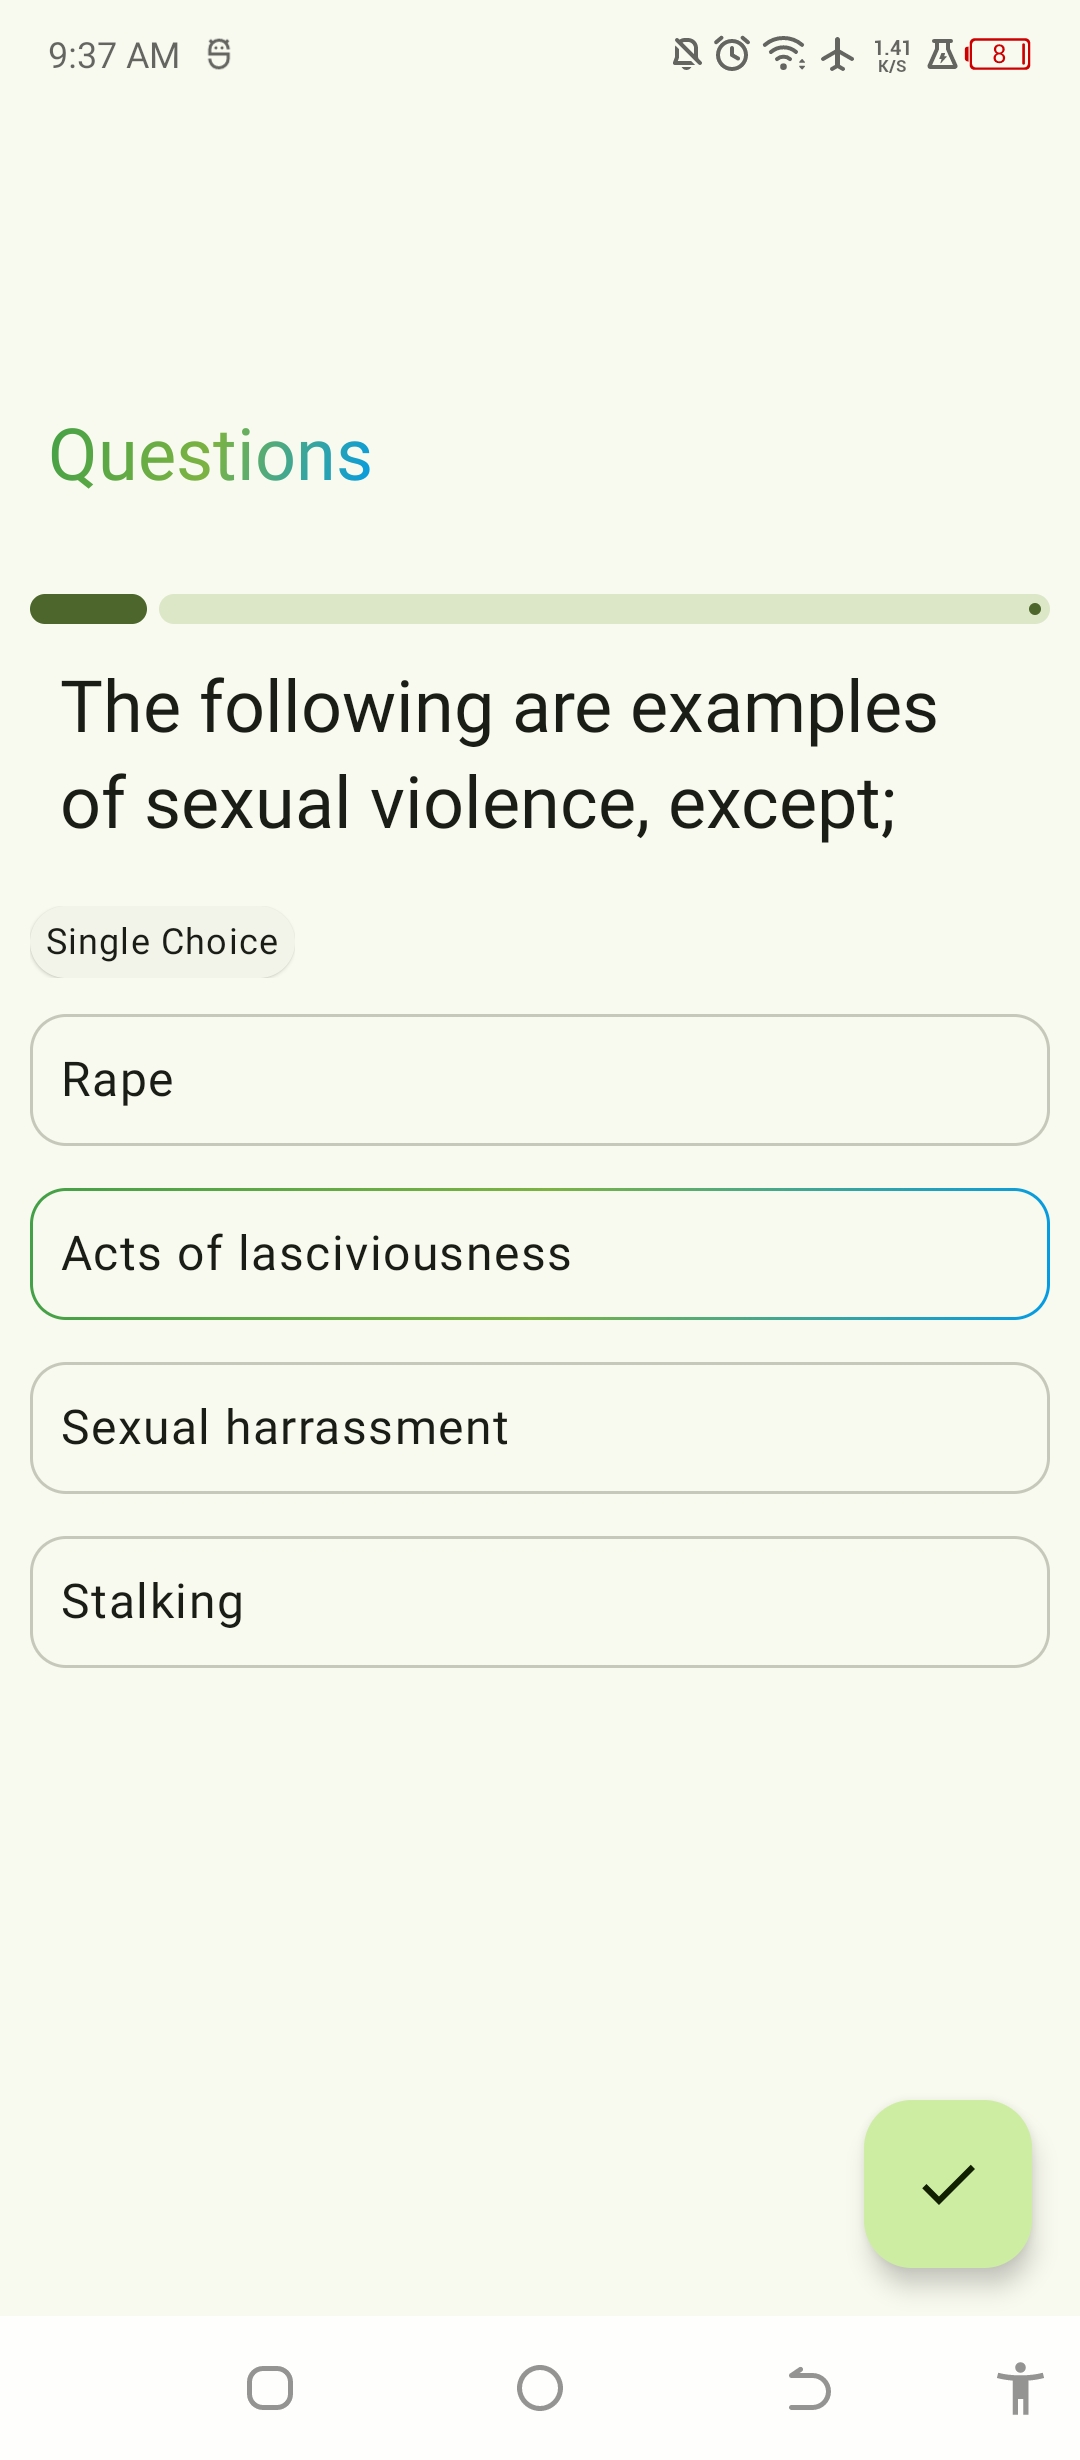 9:37 AM
1.41
K/S
8
Questions
The following are examples
of sexual violence, except;
Single Choice
Rape
Acts of lasciviousness
Sexual harrassment
Stalking